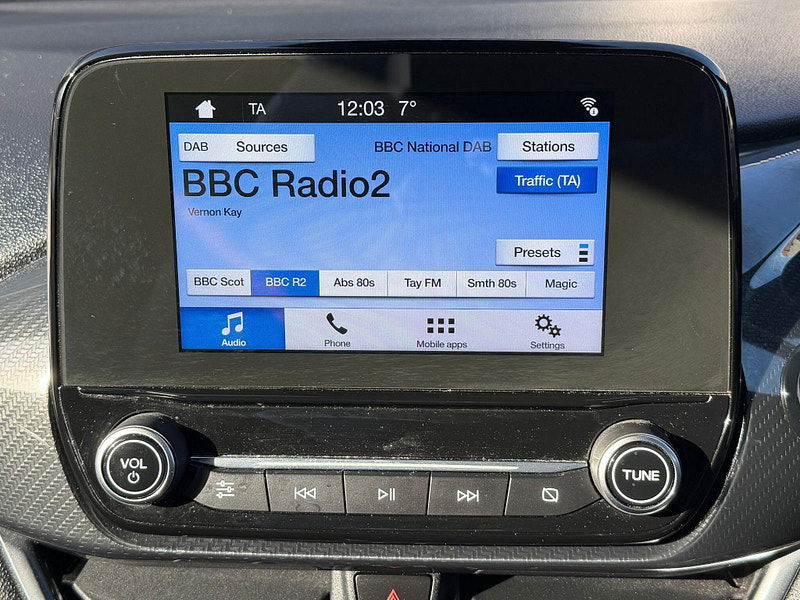 TA 12:03 7°
DAB Sources BBC National DAB Stations
BBC Radio2 Traffic (TA)
Vernon Kay
Presets
BBC Scot BBC R2 Abs 80s Tay FM Smth 80s Magic
Audio Phone Mobile apps Settings
VOL TUNE